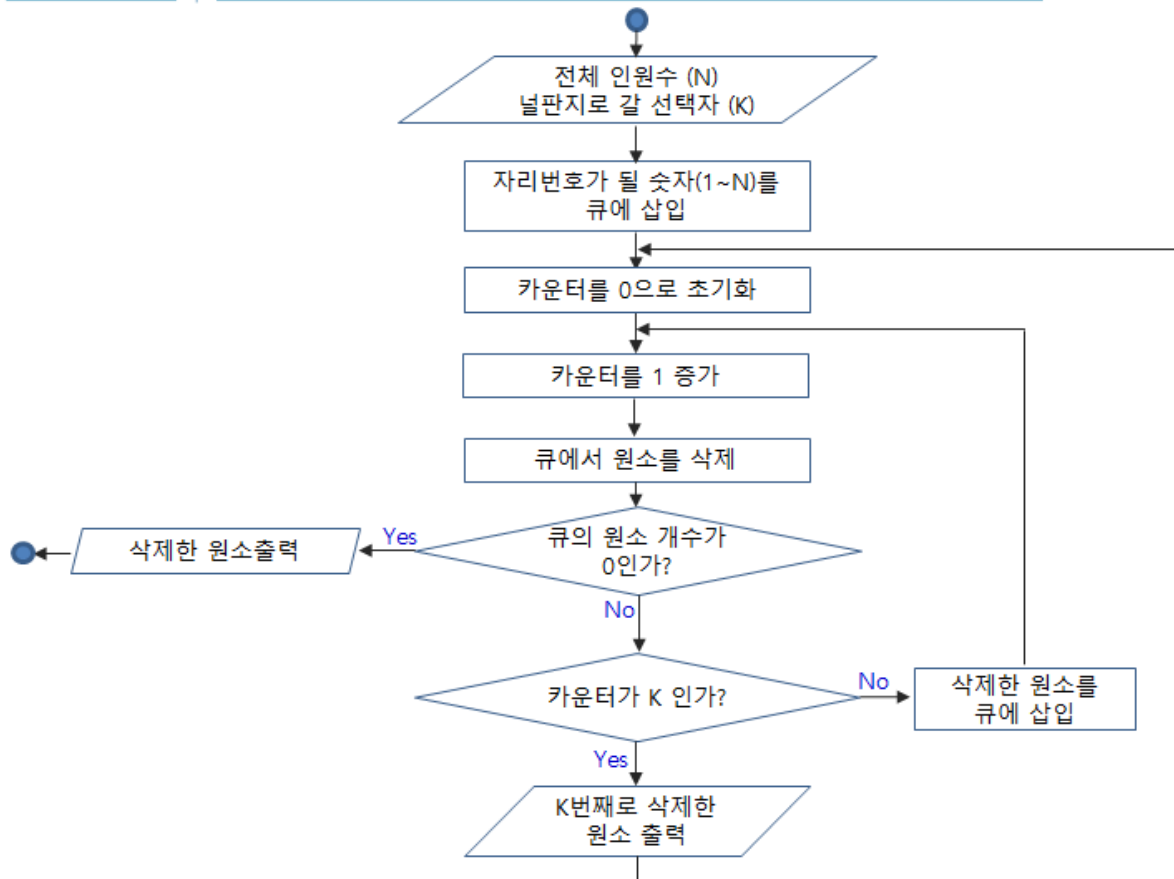 전체 인원수 (N)
널판지로 갈 선택자 (K)
자리번호가 될 숫자(1~N)를
큐에 삽입
카운터를 0으로 초기화
카운터를 1 증가
큐에서 원소를 삭제
큐의 원소 개수가
0인가?
Yes
삭제한 원소출력
No
카운터가 K 인가?
No
삭제한 원소를
큐에 삽입
Yes
K번째로 삭제한
원소 출력